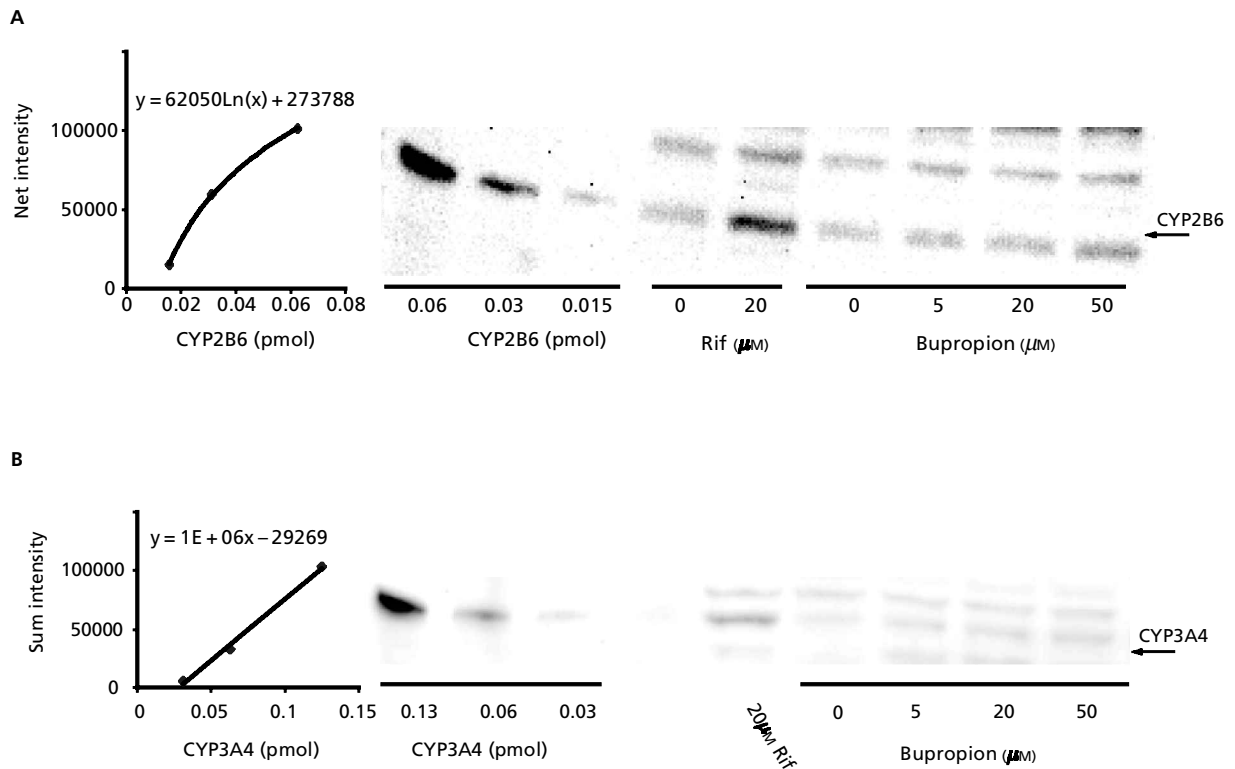 A
y = 62050Ln(x) + 273788
Net intensity
100000
50000
0
0 0.02 0.04 0.06 0.08
CYP2B6 (pmol)
0.06 0.03 0.015
CYP2B6 (pmol)
0 20
Rif (μM)
0 5 20 50
Bupropion (μM)
CYP2B6
B
y = 1E + 06x – 29269
Sum intensity
100000
50000
0
0 0.05 0.1 0.15
CYP3A4 (pmol)
0.13 0.06 0.03
CYP3A4 (pmol)
20μM Rif
0 5 20 50
Bupropion (μM)
CYP3A4